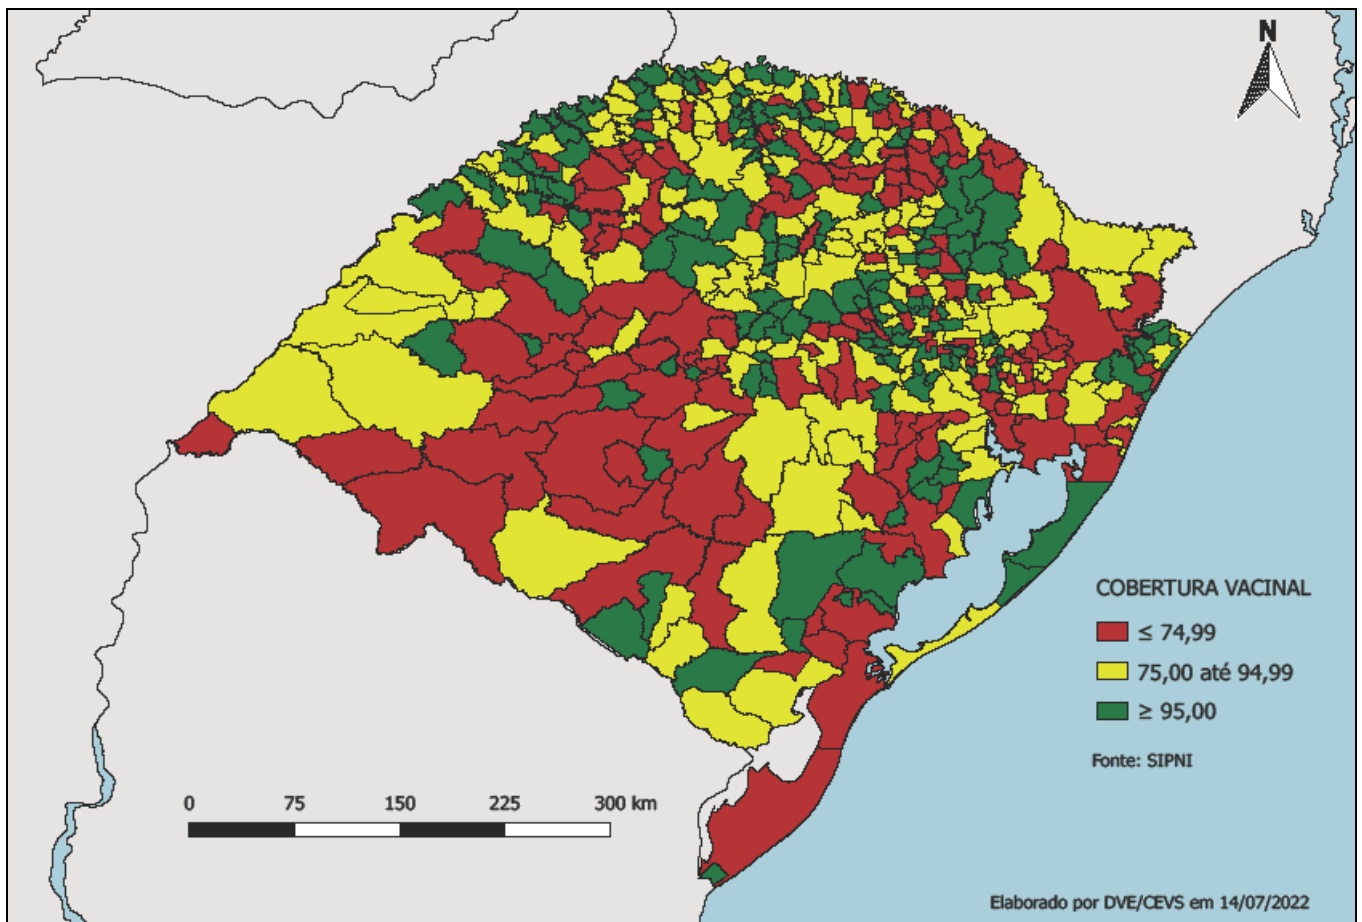 N
COBERTURA VACINAL
≤ 74,99
75,00 até 94,99
≥ 95,00
Fonte: SIPNI
0 75 150 225 300 km
Elaborado por DVE/CEVS em 14/07/2022